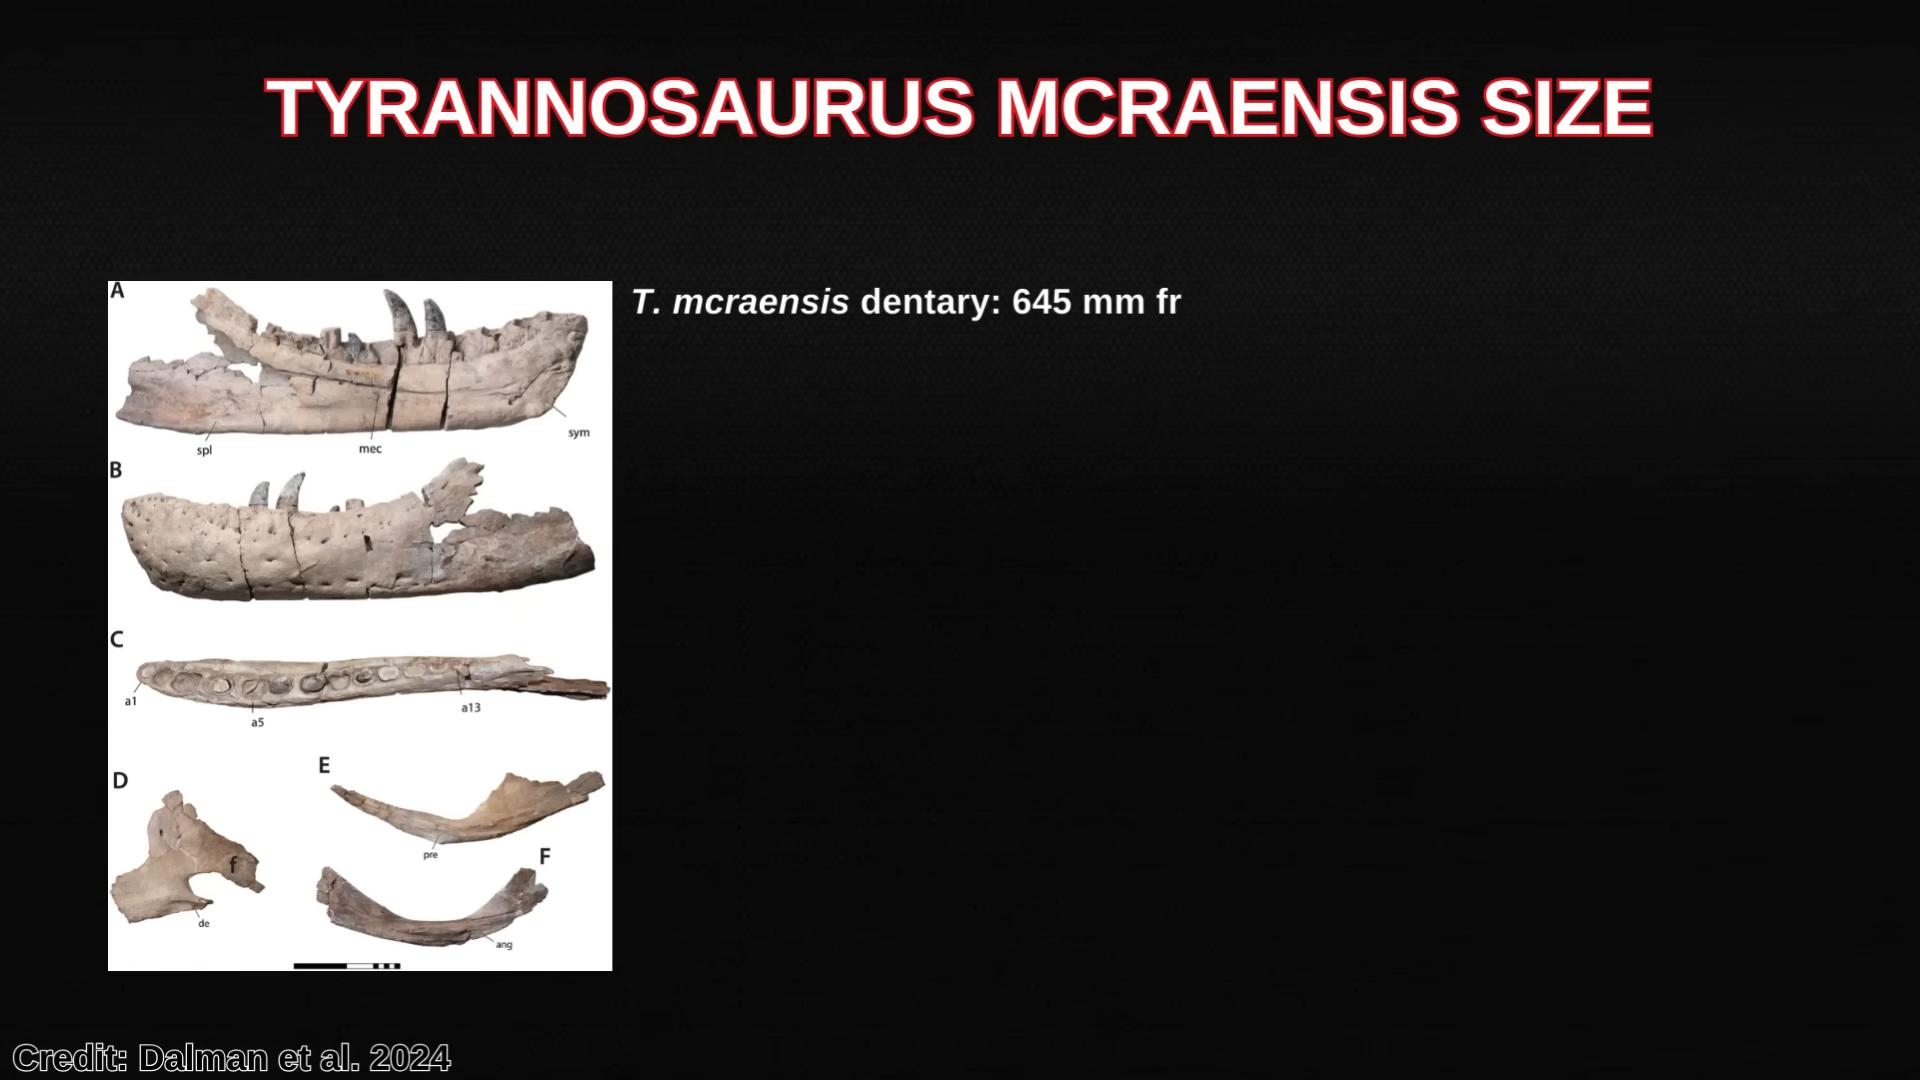 TYRANNOSAURUS MCRAENSIS SIZE
T. mcraensis dentary: 645 mm fr
A
spl
mec
sym
B
C
a1
a5
a13
D
E
f
de
pre
F
ang
Credit: Dalman et al. 2024